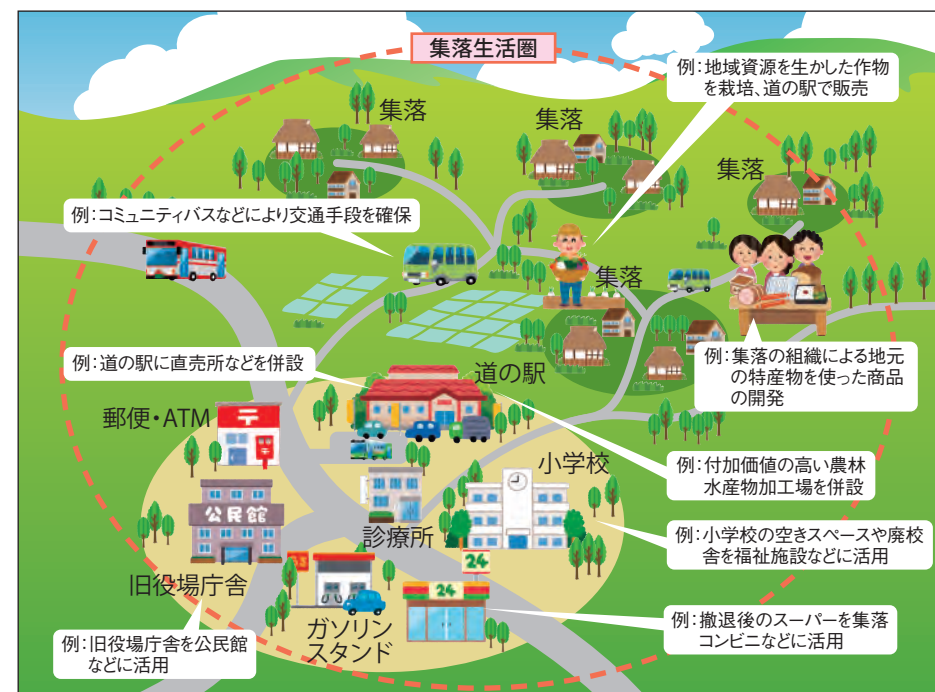 集落生活圏
例：地域資源を生かした作物
を栽培、道の駅で販売
集落
集落
集落
例：コミュニティバスなどにより交通手段を確保
集落
例：道の駅に直売所などを併設
道の駅
例：集落の組織による地元
の特産物を使った商品
の開発
郵便・ATM
〒
小学校
例：付加価値の高い農林
水産物加工場を併設
公民館
診療所
例：小学校の空きスペースや廃校
舎を福祉施設などに活用
旧役場庁舎
24
24
ガソリン
スタンド
例：撤退後のスーパーを集落
コンビニなどに活用
例：旧役場庁舎を公民館
などに活用